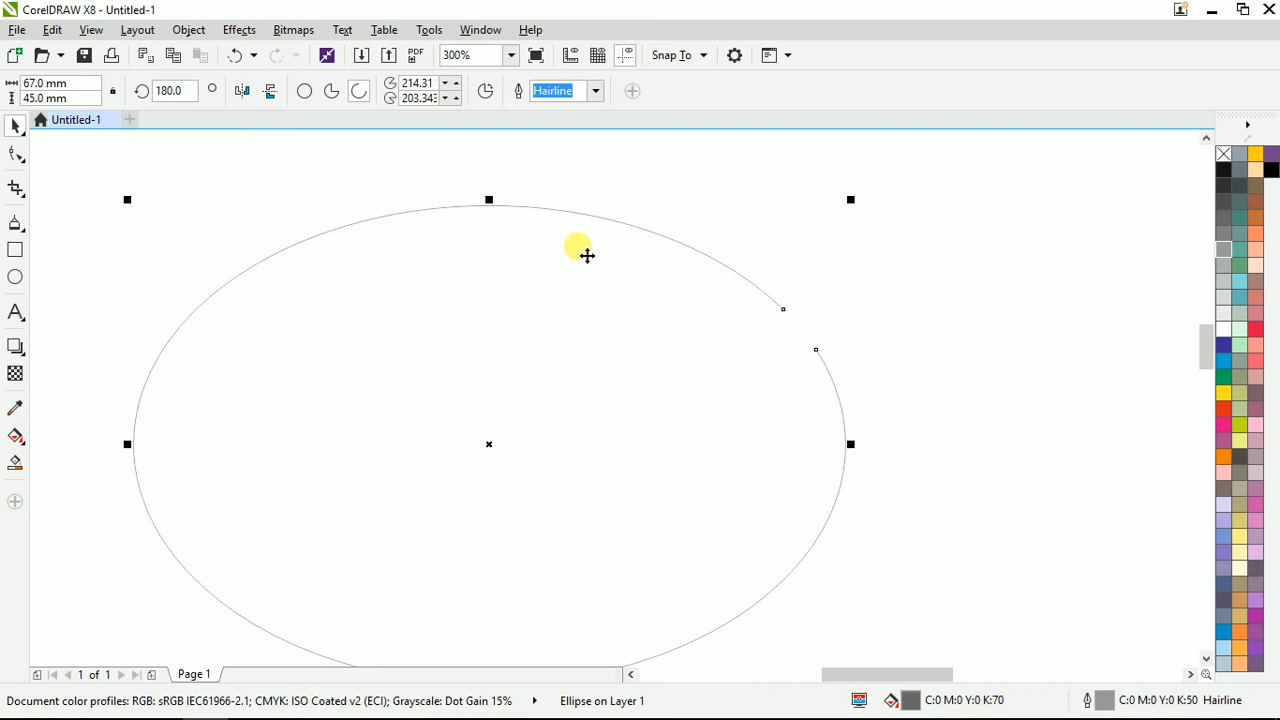 CorelDRAW X8 - Untitled-1
File Edit View Layout Object Effects Bitmaps Text Table Tools Window Help
PDF 300% Snap To
67.0 mm 180.0 214.31 Hairline
45.0 mm 203.343
Untitled-1
1 of 1 Page 1
Document color profiles: RGB: sRGB IEC61966-2.1; CMYK: ISO Coated v2 (ECI); Grayscale: Dot Gain 15% Ellipse on Layer 1 C:0 M:0 Y:0 K:70 C:0 M:0 Y:0 K:50 Hairline